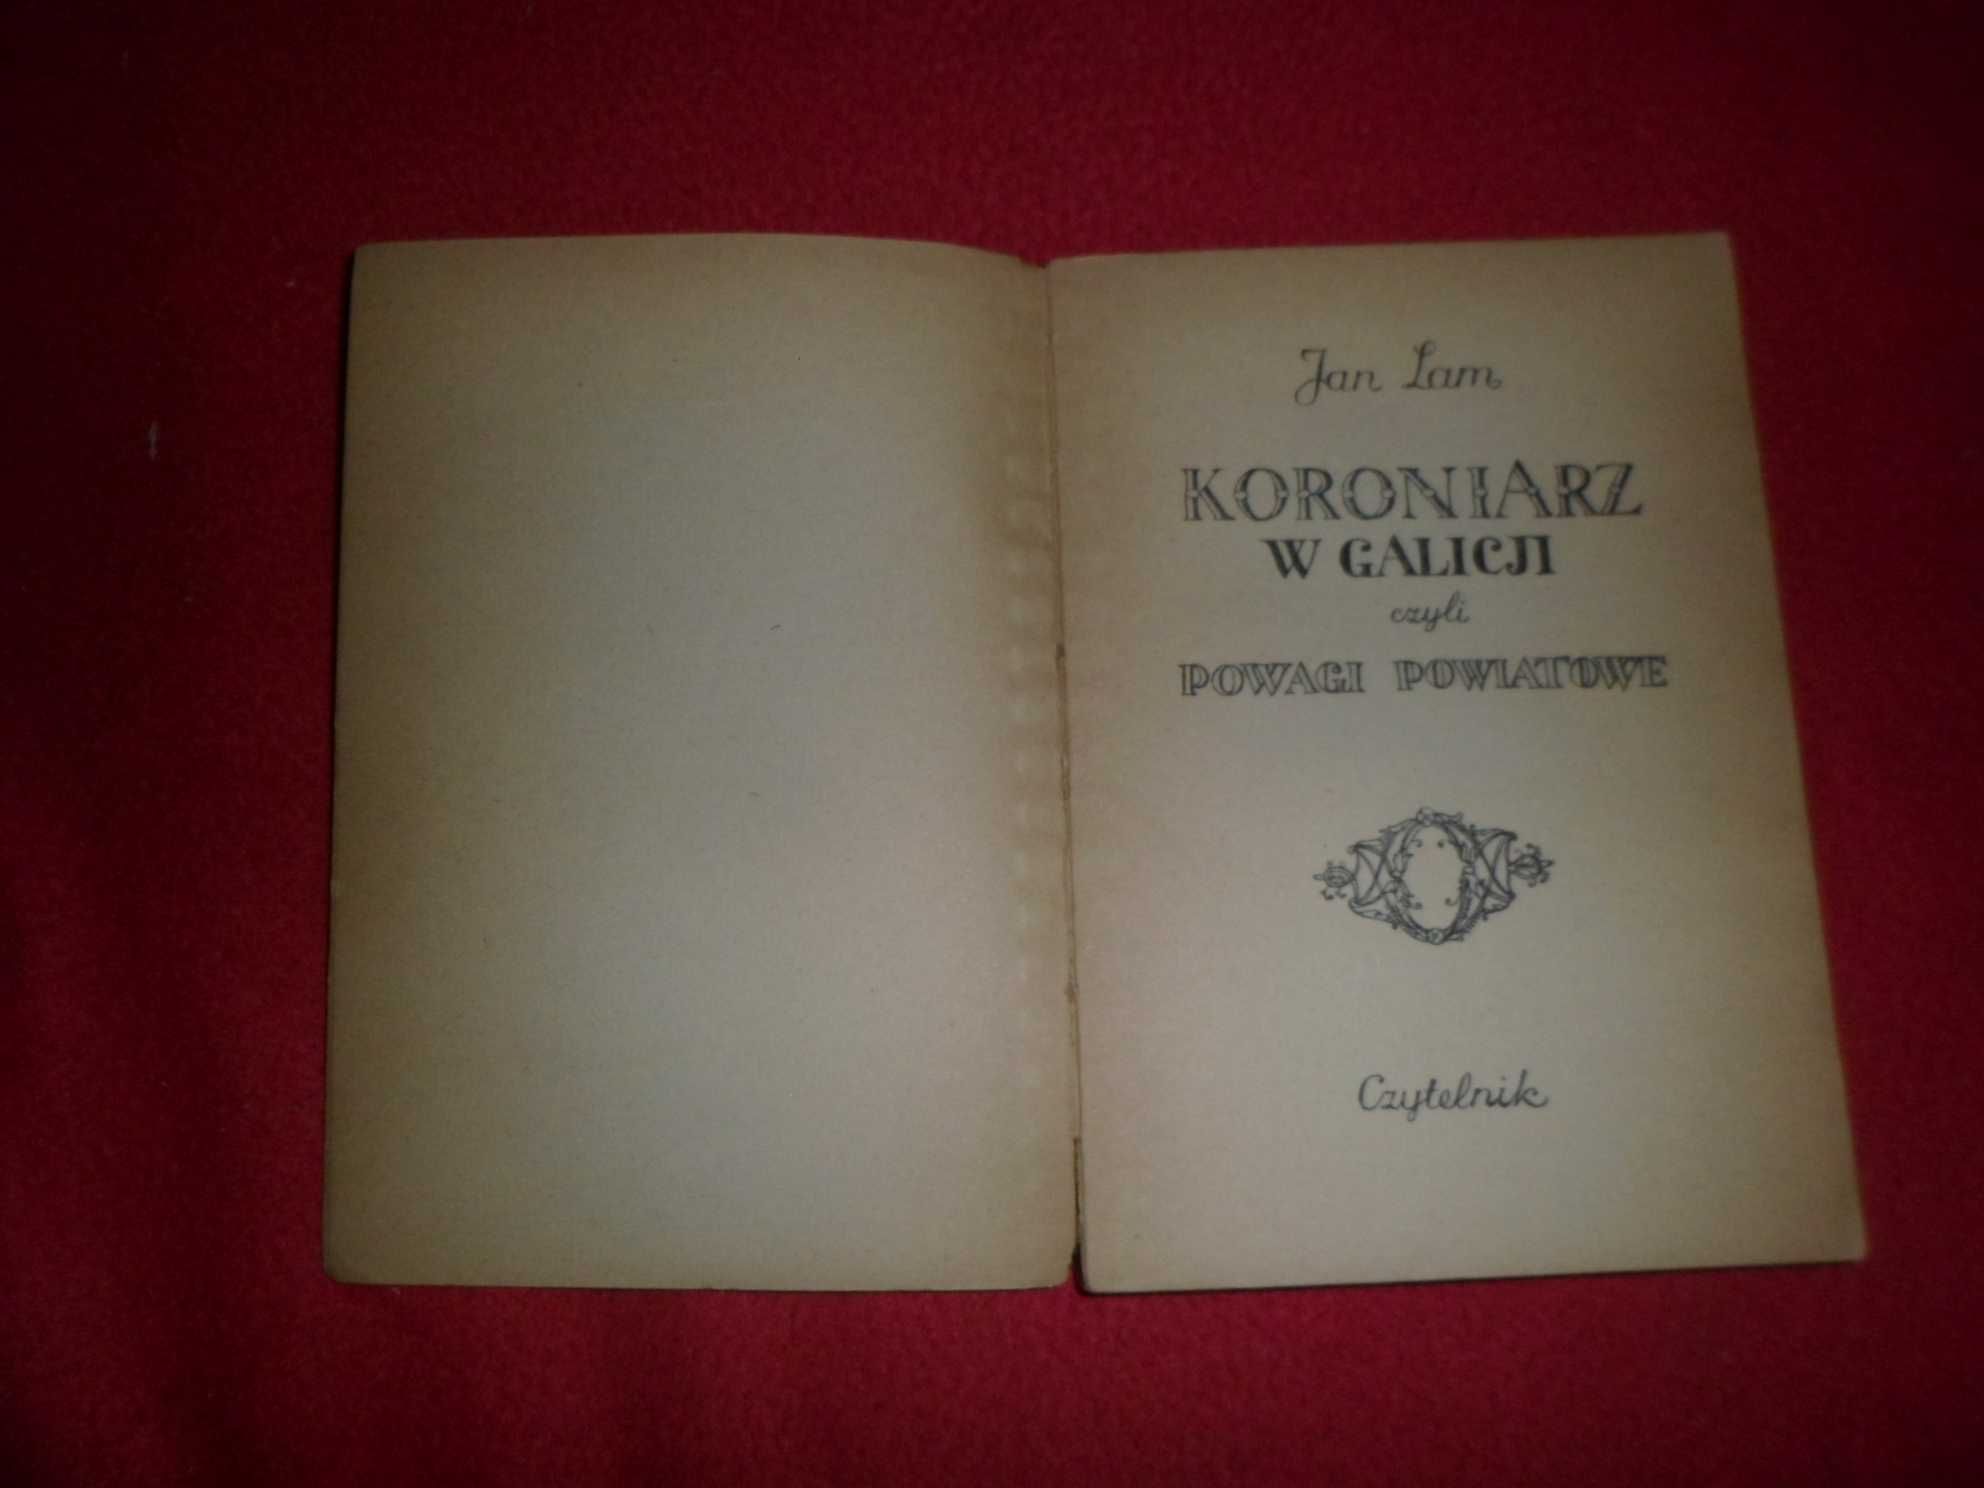 Jan Lam
KORONIARZ
W GALICJI
czyli
POWAGI POWIATOWE
Czytelnik